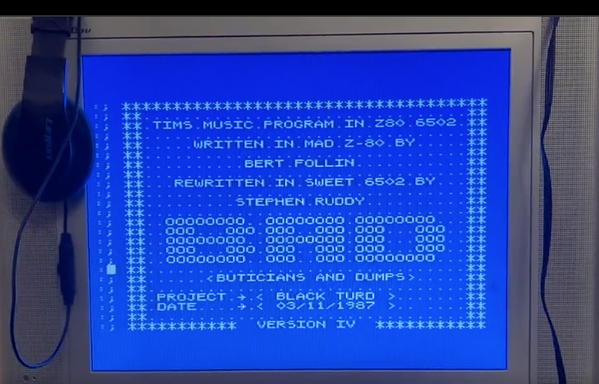 TIMS MUSIC PROGRAM IN Z80 6502
WRITTEN IN MAD Z-80 BY
BERT FOLLIN
REWRITTEN IN SWEET 6502 BY
STEPHEN RUDDY
<BUTICIANS AND DUMPS>
PROJECT → < BLACK TURD >
DATE → < 03/11/1987 >
VERSION IV